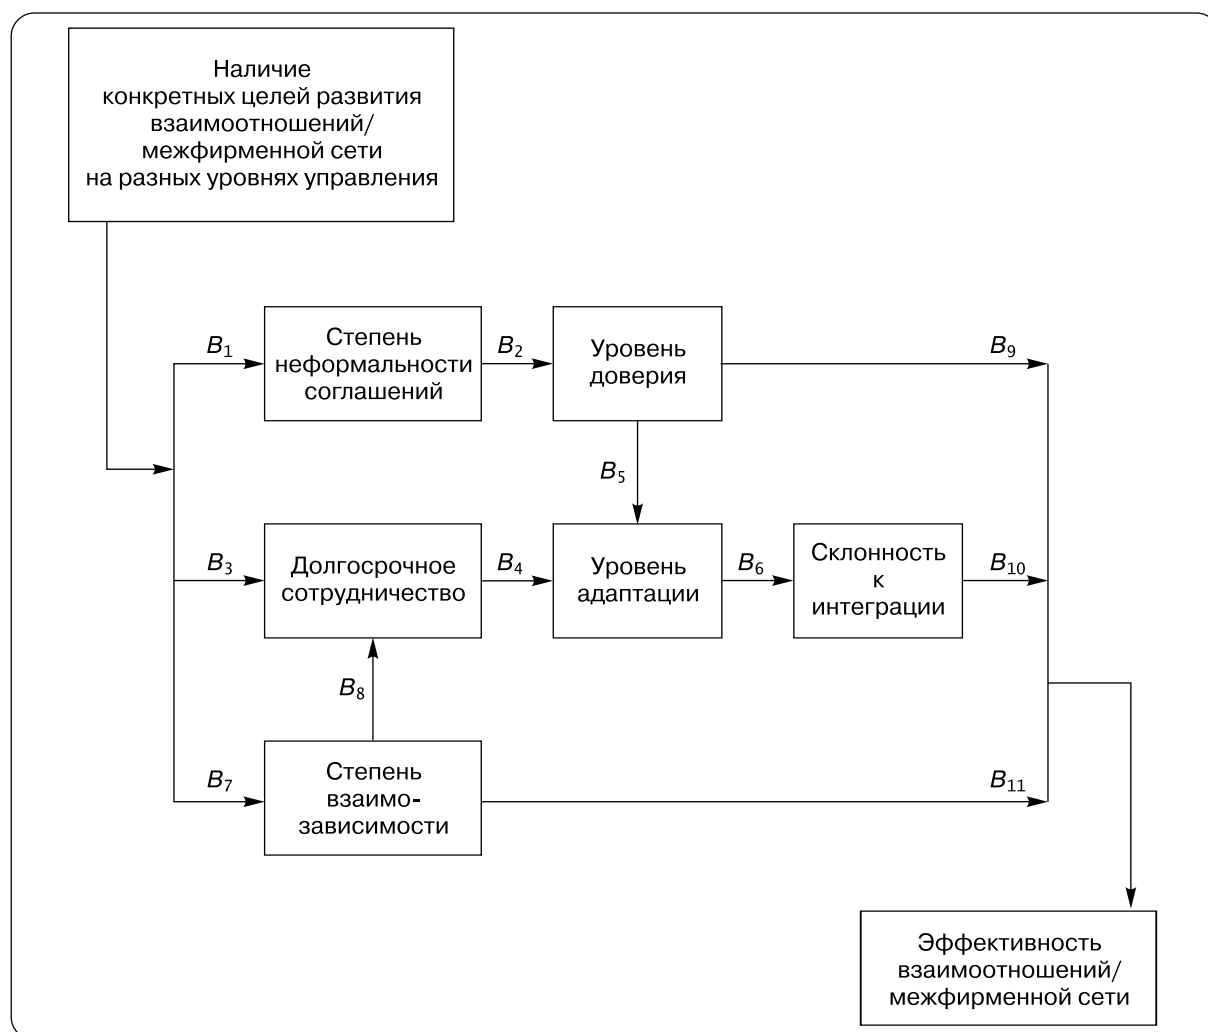 Наличие
конкретных целей развития
взаимоотношений/
межфирменной сети
на разных уровнях управления
B₁
Степень
неформальности
соглашений
B₂
Уровень
доверия
B₉
B₅
B₃
Долгосрочное
сотрудничество
B₄
Уровень
адаптации
B₆
Склонность
к
интеграции
B₁₀
B₈
B₇
Степень
взаимо-
зависимости
B₁₁
Эффективность
взаимоотношений/
межфирменной сети